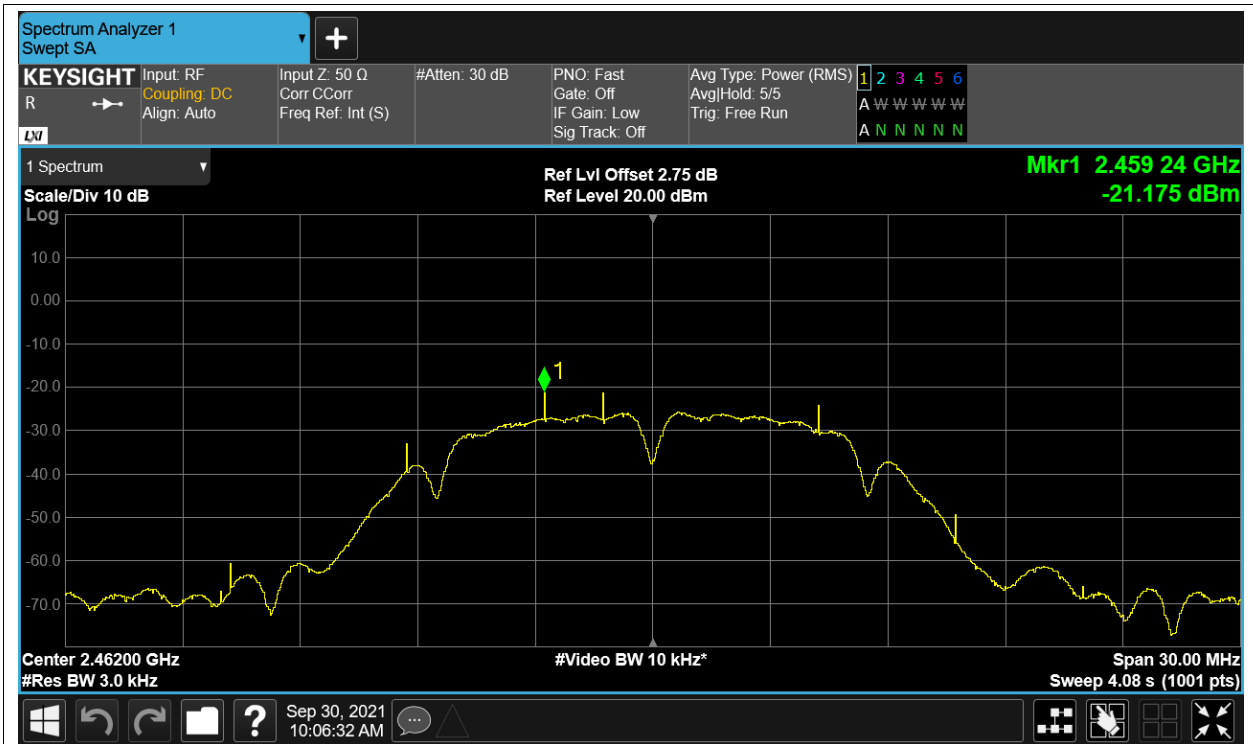 Spectrum Analyzer 1
Swept SA
KEYSIGHT
R
LXI
Input: RF
Coupling: DC
Align: Auto
Input Z: 50 Ω
Corr CCorr
Freq Ref: Int (S)
#Atten: 30 dB
PNO: Fast
Gate: Off
IF Gain: Low
Sig Track: Off
Avg Type: Power (RMS)
Avg|Hold: 5/5
Trig: Free Run
1 2 3 4 5 6
A W W W W W
A N N N N N
1 Spectrum
Scale/Div 10 dB
Log
Ref Lvl Offset 2.75 dB
Ref Level 20.00 dBm
Mkr1 2.459 24 GHz
-21.175 dBm
10.0
0.00
-10.0
-20.0
-30.0
-40.0
-50.0
-60.0
-70.0
1
Center 2.46200 GHz
#Res BW 3.0 kHz
#Video BW 10 kHz*
Span 30.00 MHz
Sweep 4.08 s (1001 pts)
?
Sep 30, 2021
10:06:32 AM